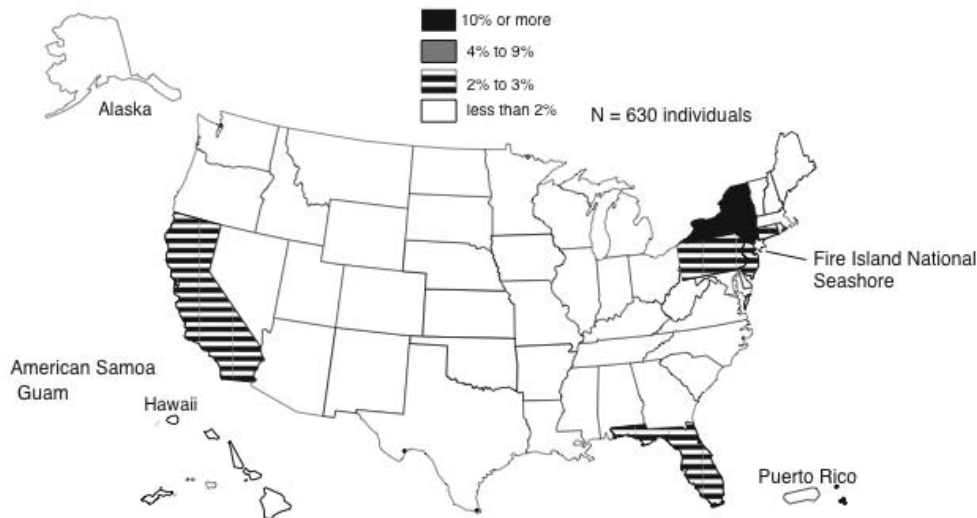 10% or more
4% to 9%
2% to 3%
less than 2%
N = 630 individuals
Alaska
Fire Island National
Seashore
American Samoa
Guam
Hawaii
Puerto Rico